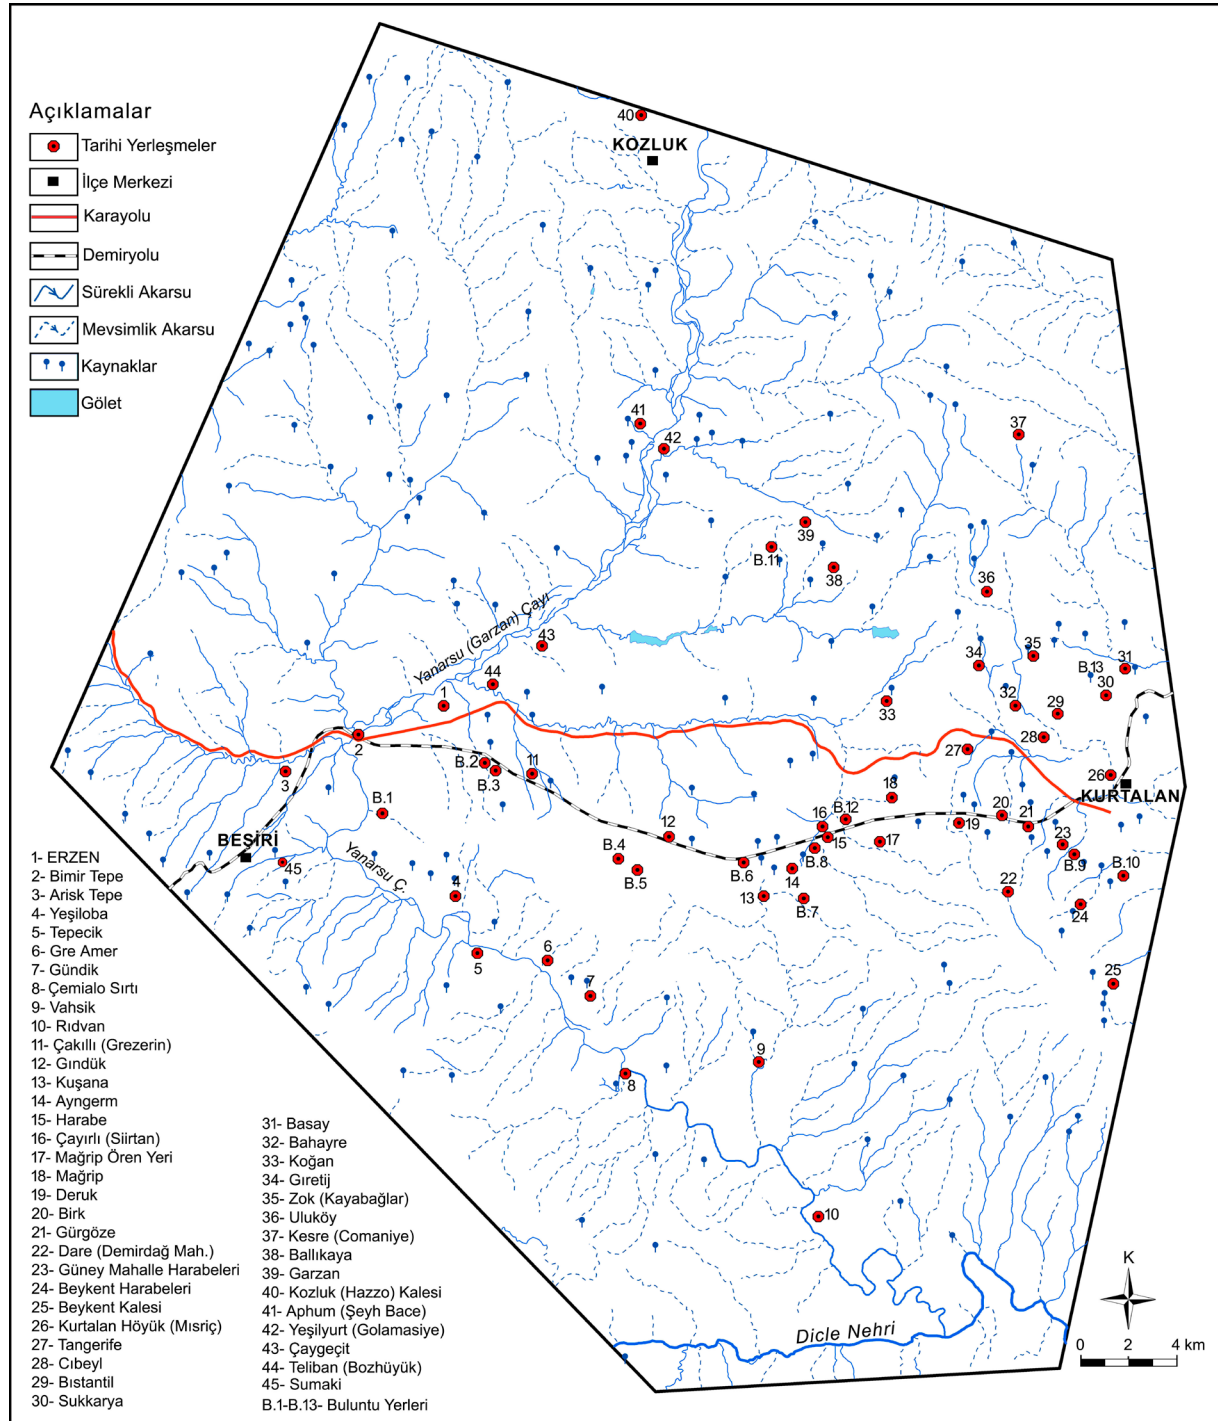 Açıklamalar
Tarihi Yerleşmeler
İlçe Merkezi
Karayolu
Demiryolu
Sürekli Akarsu
Mevsimlik Akarsu
Kaynaklar
Gölet
40
KOZLUK
41
42
37
39
B.11
38
36
Yanarsu (Garzan) Çayı
43
44
1
34
35
B.13
31
30
33
32
29
28
27
2
3
B.2
B.3
11
26
KURTALAN
B.1
18
12
16
B.12
15
17
19
20
21
BEŞİRİ
45
Yanarsu Ç.
B.4
B.5
B.6
B.8
14
13
B.7
23
B.9
B.10
22
24
4
5
6
7
25
8
9
10
Dicle Nehri
K
0 2 4 km
1- ERZEN
2- Bimir Tepe
3- Arisk Tepe
4- Yeşiloba
5- Tepecik
6- Gre Amer
7- Gündik
8- Çemialo Sırtı
9- Vahsik
10- Rıdvan
11- Çakıllı (Grezerin)
12- Gındük
13- Kuşana
14- Ayngerm
15- Harabe
16- Çayırlı (Siirtan)
17- Mağrip Ören Yeri
18- Mağrip
19- Deruk
20- Birk
21- Gürgöze
22- Dare (Demirdağ Mah.)
23- Güney Mahalle Harabeleri
24- Beykent Harabeleri
25- Beykent Kalesi
26- Kurtalan Höyük (Mısriç)
27- Tangerife
28- Cıbeyl
29- Bıstantil
30- Sukkarya
31- Basay
32- Bahayre
33- Koğan
34- Gıretij
35- Zok (Kayabağlar)
36- Uluköy
37- Kesre (Comaniye)
38- Ballıkaya
39- Garzan
40- Kozluk (Hazzo) Kalesi
41- Aphum (Şeyh Bace)
42- Yeşilyurt (Golamasiye)
43- Çaygeçit
44- Teliban (Bozhüyük)
45- Sumaki
B.1-B.13- Buluntu Yerleri